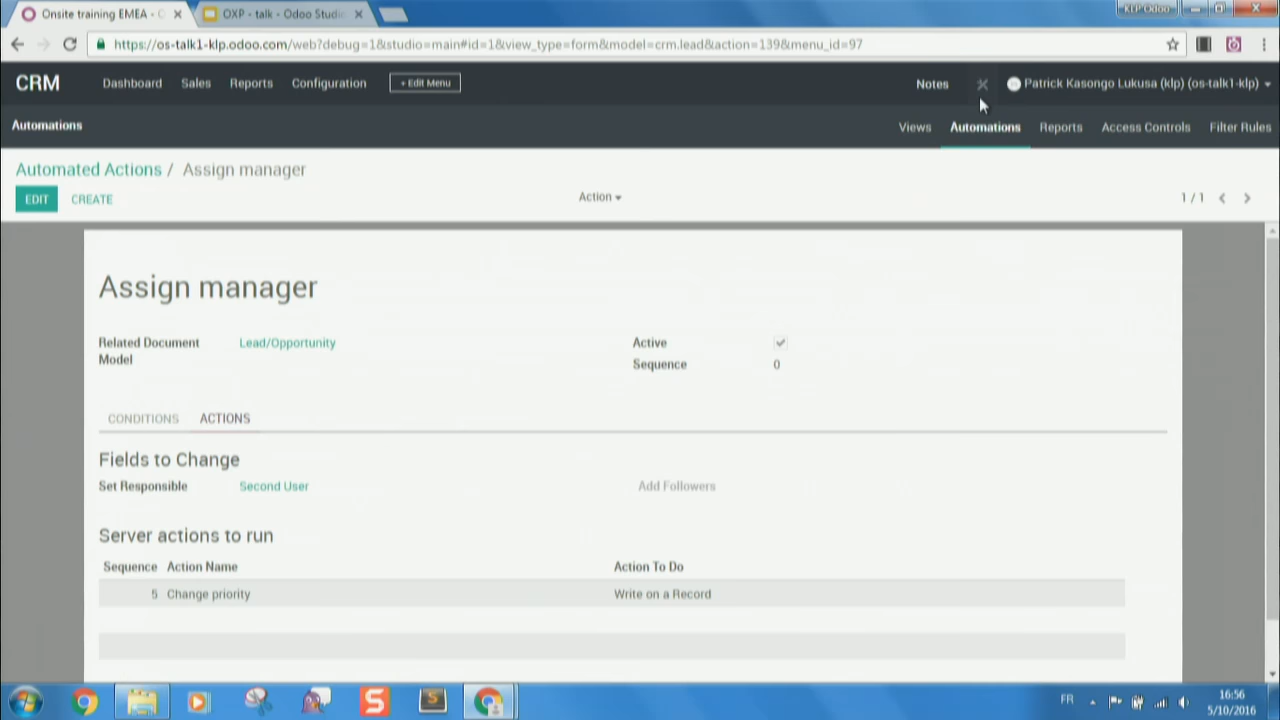 Onsite training EMEA - C
OXP - talk - Odoo Studi
KLP Odoo
https://os-talk1-klp.odoo.com/web?debug=1&studio=main#id=1&view_type=form&model=crm.lead&action=139&menu_id=97
CRM
Dashboard
Sales
Reports
Configuration
+ Edit Menu
Notes
Patrick Kasongo Lukusa (klp) (os-talk1-klp)
Automations
Views
Automations
Reports
Access Controls
Filter Rules
Automated Actions / Assign manager
EDIT
CREATE
Action
1 / 1
Assign manager
Related Document
Model
Lead/Opportunity
Active
Sequence
0
CONDITIONS
ACTIONS
Fields to Change
Set Responsible
Second User
Add Followers
Server actions to run
Sequence
Action Name
Action To Do
5
Change priority
Write on a Record
FR
16:56
5/10/2016